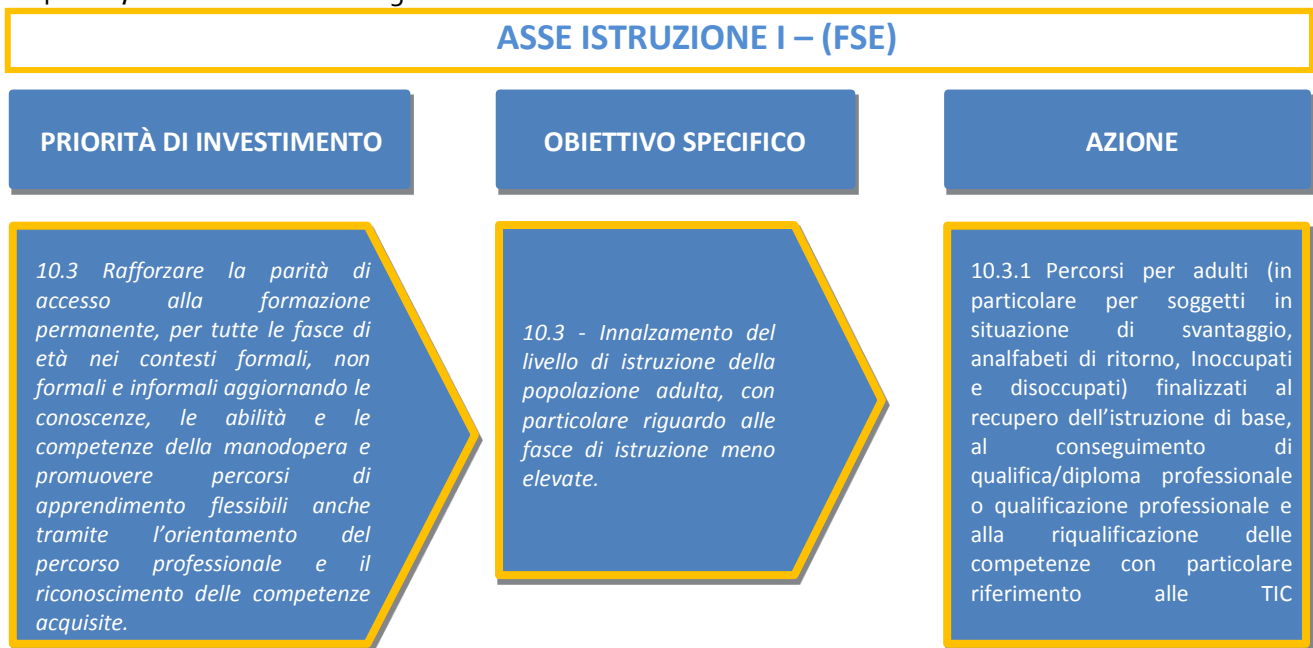 ASSE ISTRUZIONE I – (FSE)
PRIORITÀ DI INVESTIMENTO
OBIETTIVO SPECIFICO
AZIONE
10.3 Rafforzare la parità di
accesso alla formazione
permanente, per tutte le fasce di
età nei contesti formali, non
formali e informali aggiornando le
conoscenze, le abilità e le
competenze della manodopera e
promuovere percorsi di
apprendimento flessibili anche
tramite l’orientamento del
percorso professionale e il
riconoscimento delle competenze
acquisite.
10.3 - Innalzamento del
livello di istruzione della
popolazione adulta, con
particolare riguardo alle
fasce di istruzione meno
elevate.
10.3.1 Percorsi per adulti (in
particolare per soggetti in
situazione di svantaggio,
analfabeti di ritorno, Inoccupati
e disoccupati) finalizzati al
recupero dell’istruzione di base,
al conseguimento di
qualifica/diploma professionale
o qualificazione professionale e
alla riqualificazione delle
competenze con particolare
riferimento alle TIC